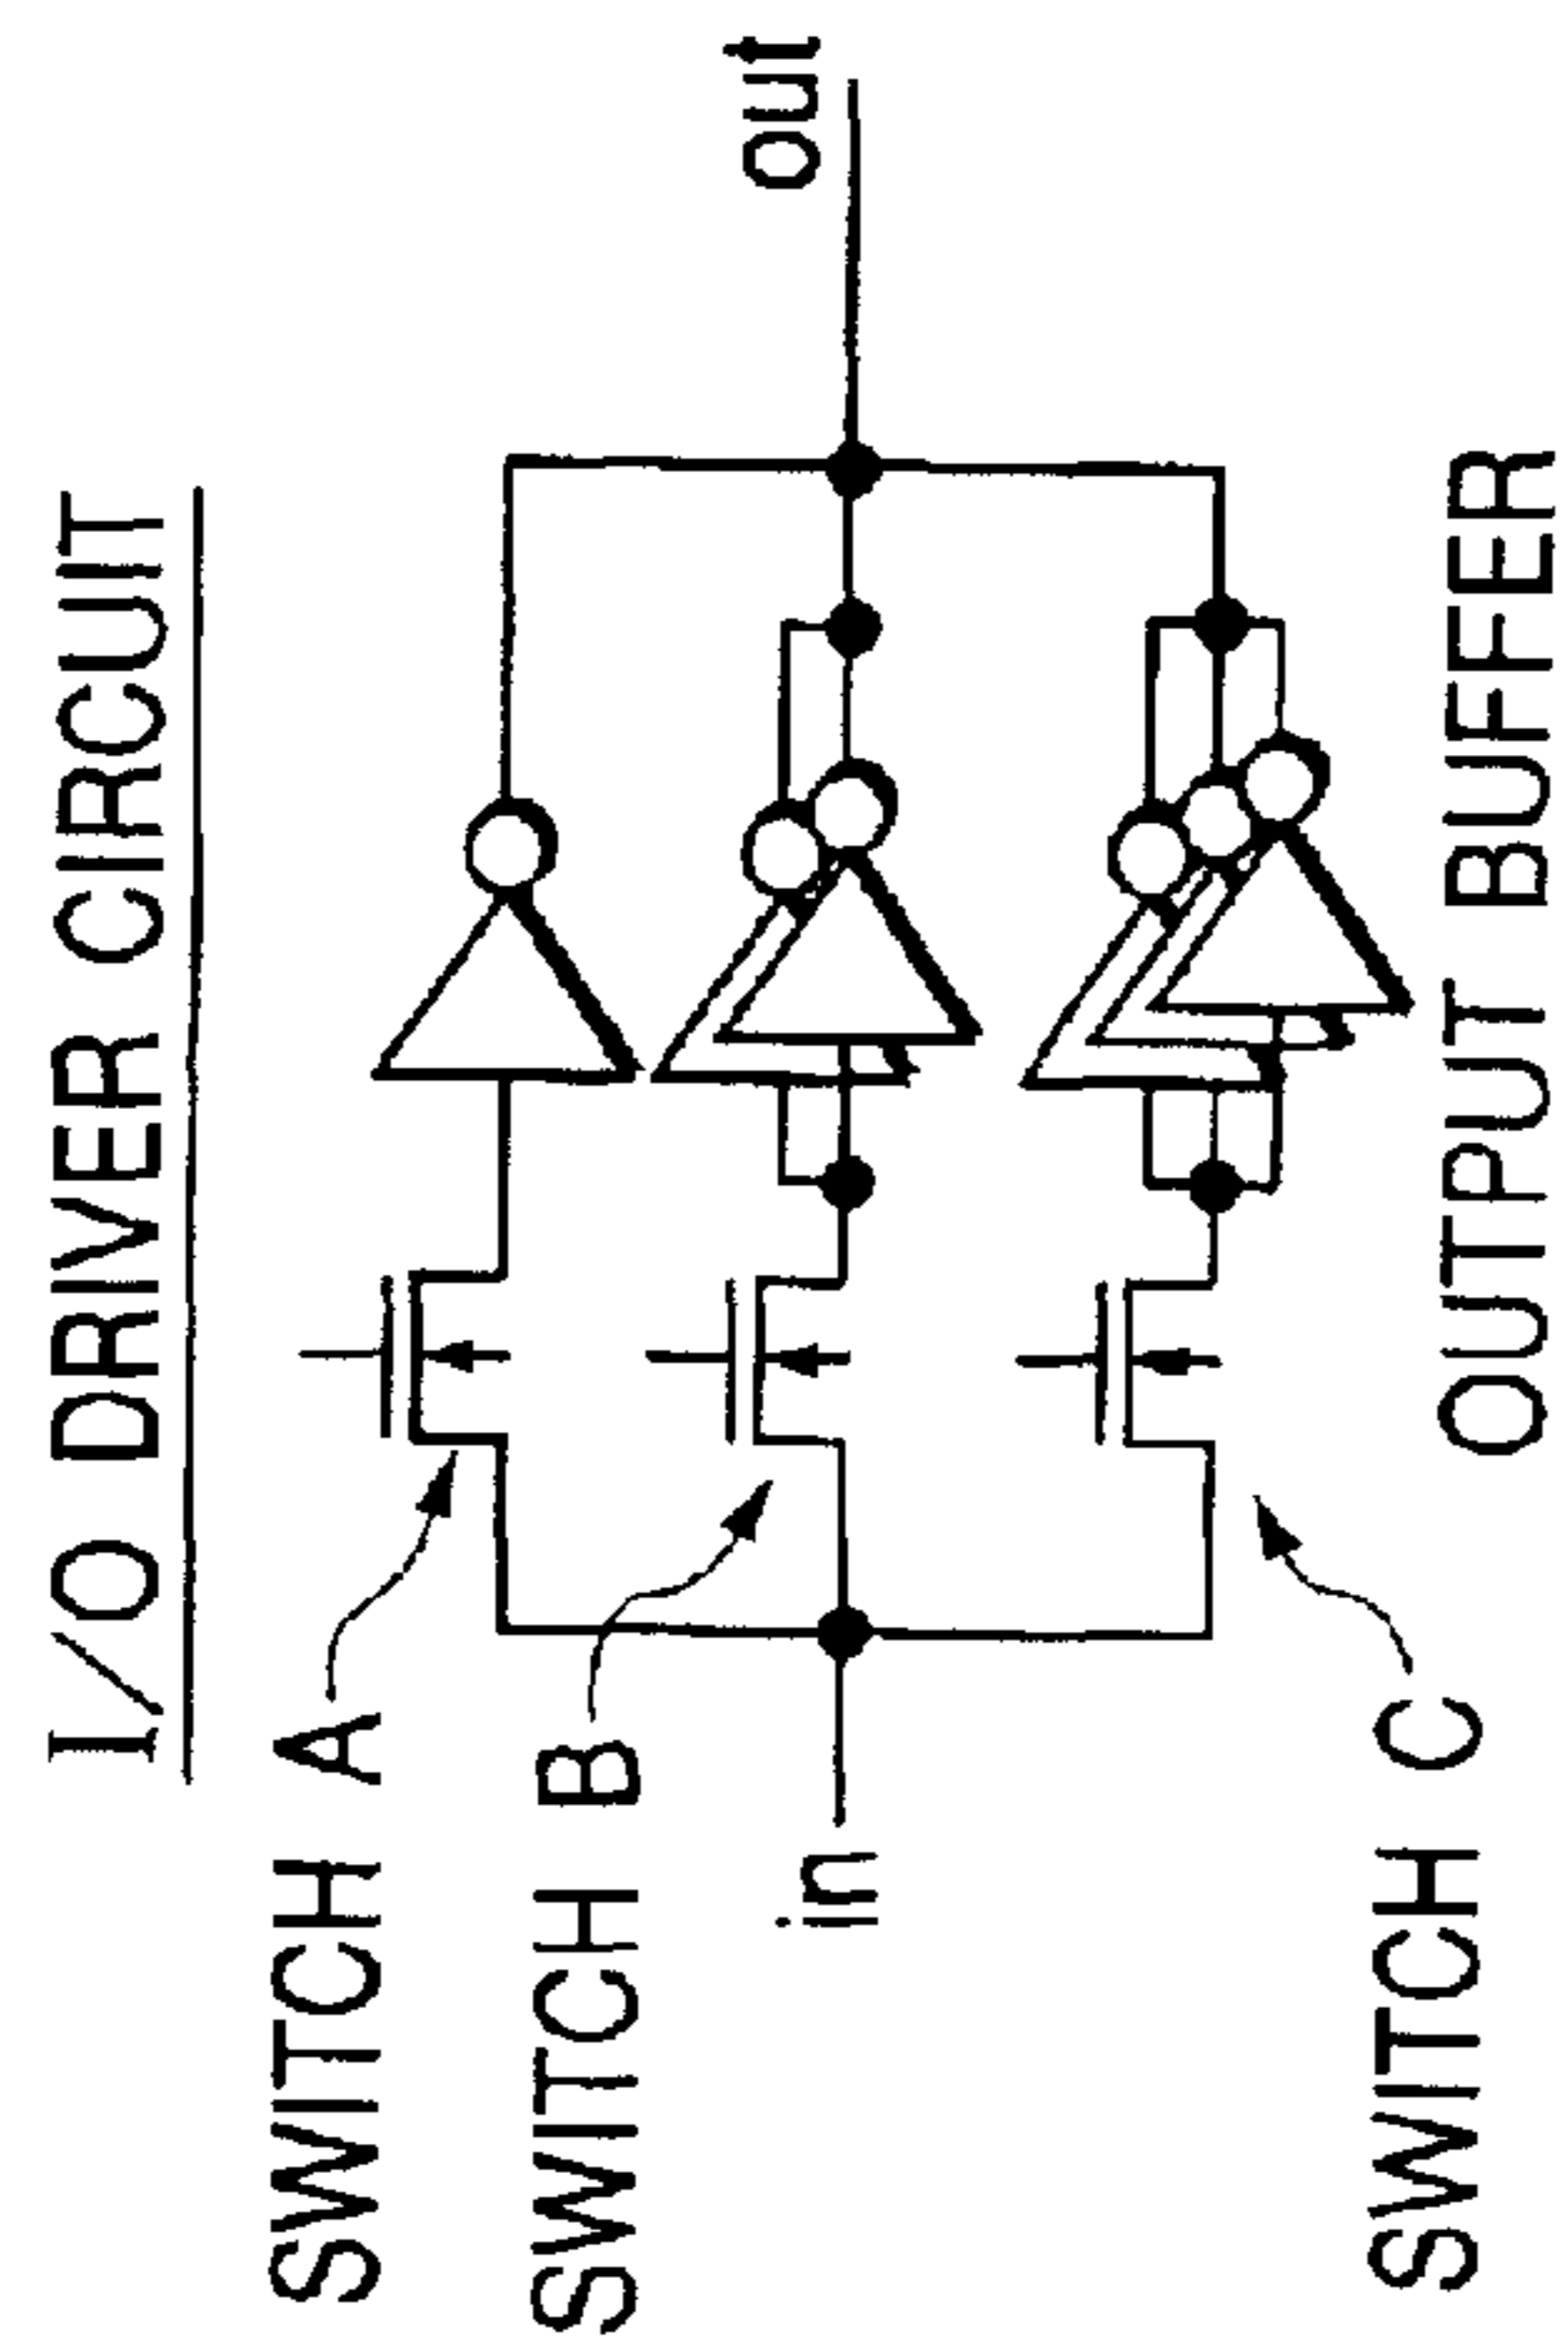 I/O DRIVER CIRCUIT
SWITCH A
SWITCH B
in
out
SWITCH C
OUTPUT BUFFER